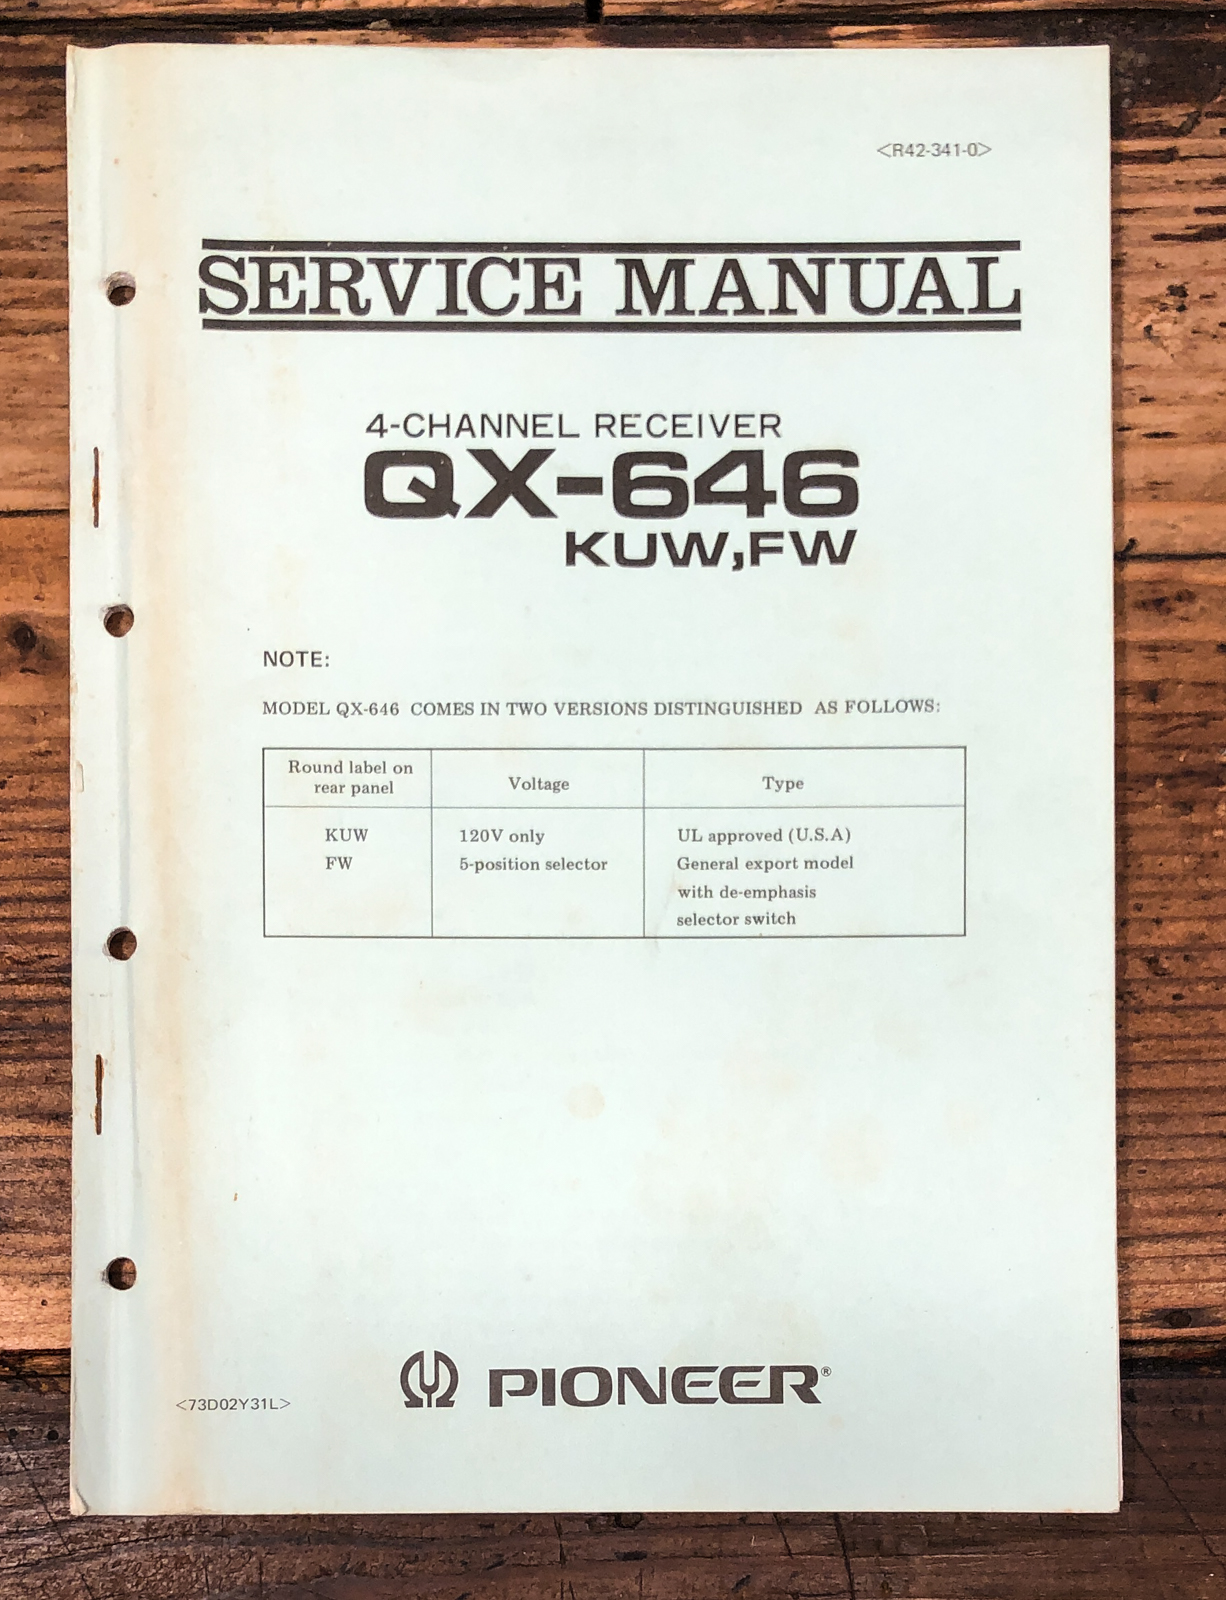 <R42-341-0>
SERVICE MANUAL
4-CHANNEL RECEIVER
QX-646
KUW,FW
NOTE:
MODEL QX-646 COMES IN TWO VERSIONS DISTINGUISHED AS FOLLOWS:
Round label on
rear panel
Voltage
Type
KUW 120V only UL approved (U.S.A)
FW 5-position selector General export model
with de-emphasis
selector switch
PIONEER®
<73D02Y31L>